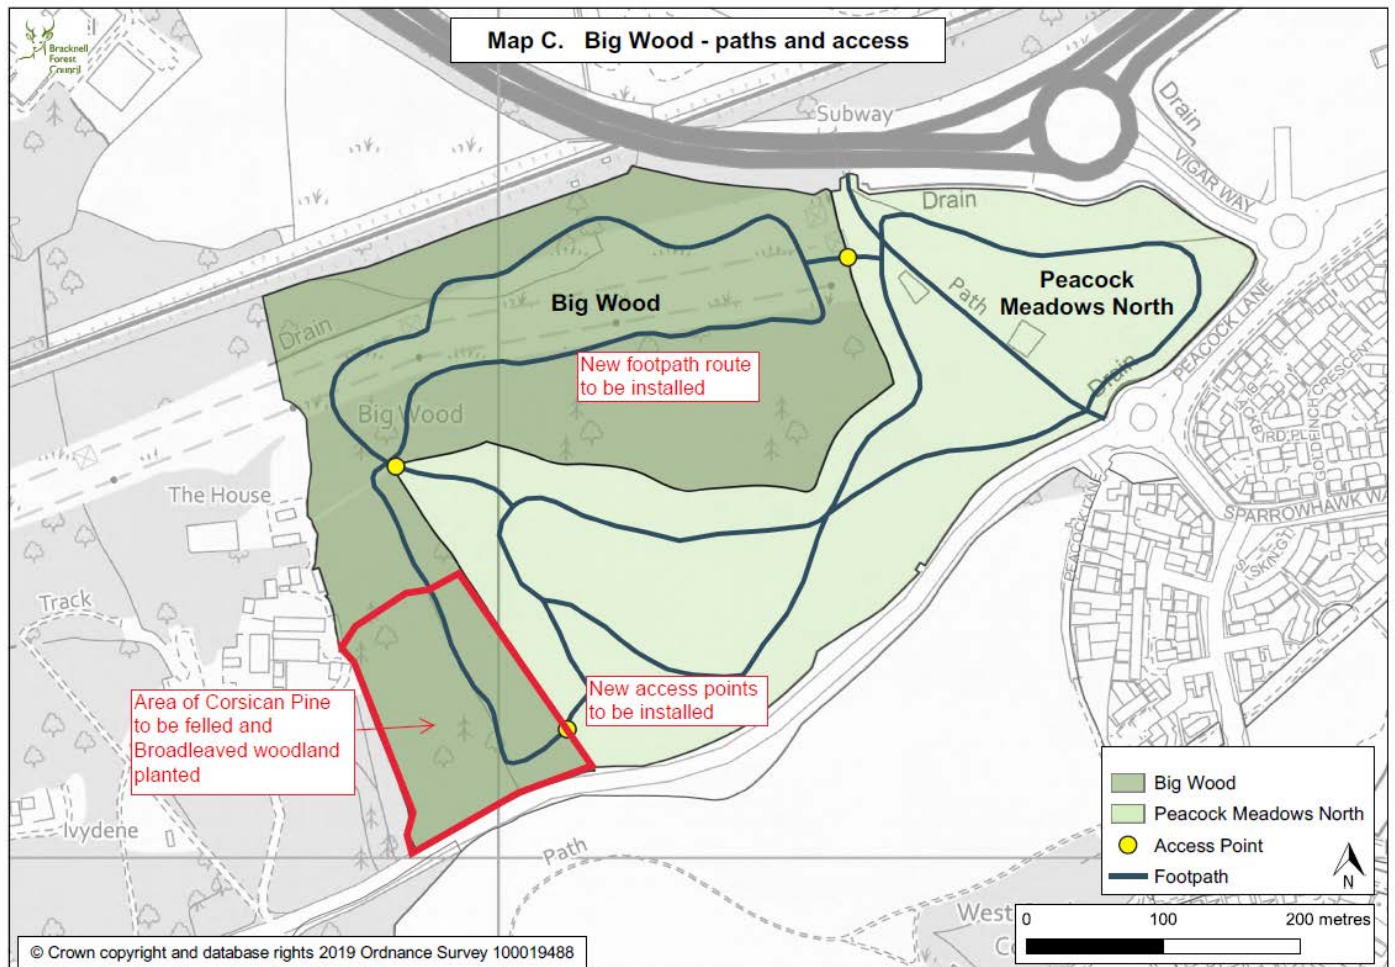 Bracknell
Forest
Council
Map C. Big Wood - paths and access
Subway
Drain
VIGAR WAY
Drain
Peacock
Meadows North
Path
Big Wood
Drain
PEACOCK LANE
New footpath route
to be installed
Drain
Big Wood
GOLDFINCH CRESCENT
The House
SPARROWHAWK WA
PEACOCK LANE
Track
New access points
to be installed
Area of Corsican Pine
to be felled and
Broadleaved woodland
planted
Ivydene
Path
Big Wood
Peacock Meadows North
Access Point
Footpath
N
West
0 100 200 metres
© Crown copyright and database rights 2019 Ordnance Survey 100019488